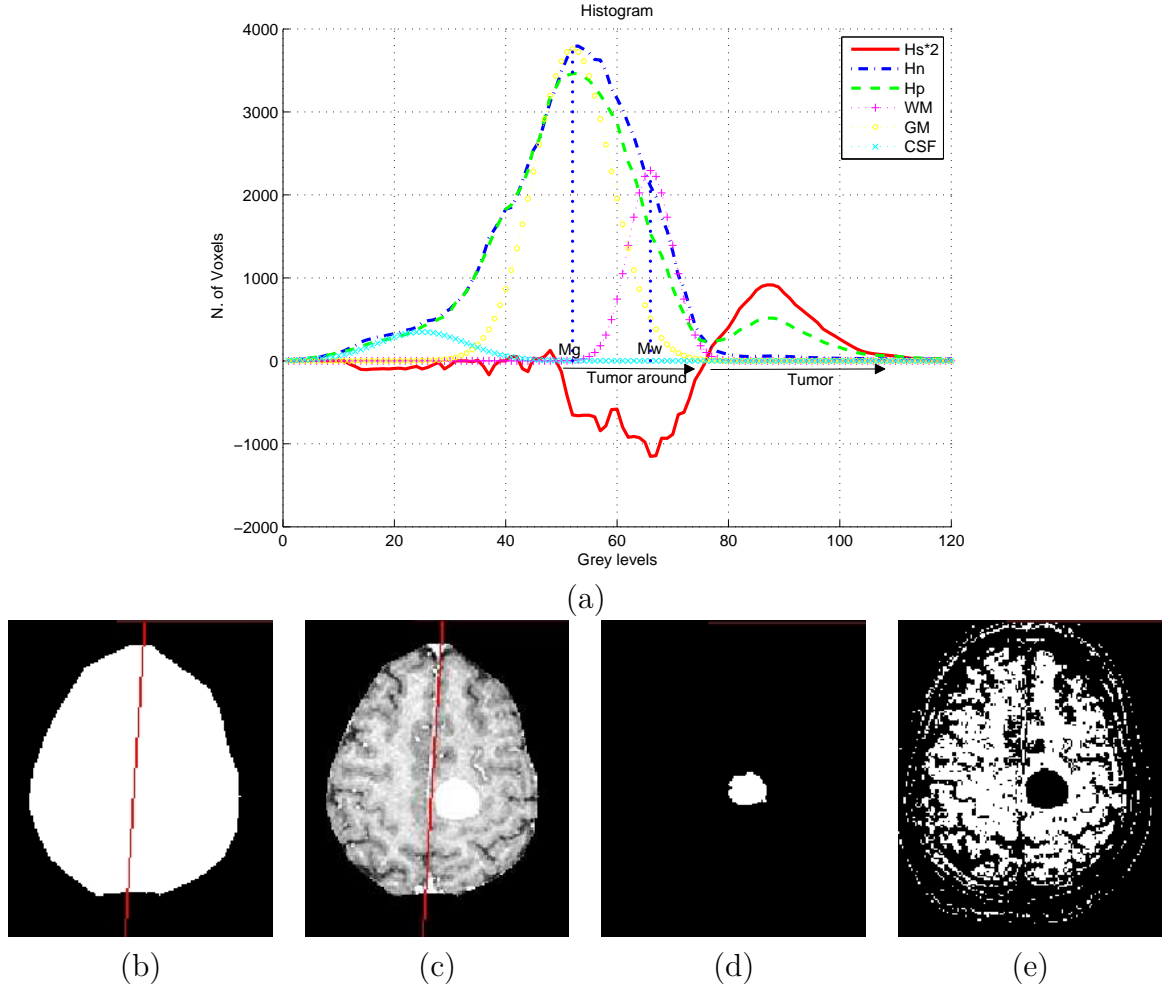 Histogram
4000
3000
2000
1000
0
−1000
−2000
N. of Voxels
Hs*2
Hn
Hp
WM
GM
CSF
Mg
Mw
Tumor around
Tumor
0 20 40 60 80 100 120
Grey levels
(a)
(b) (c) (d) (e)